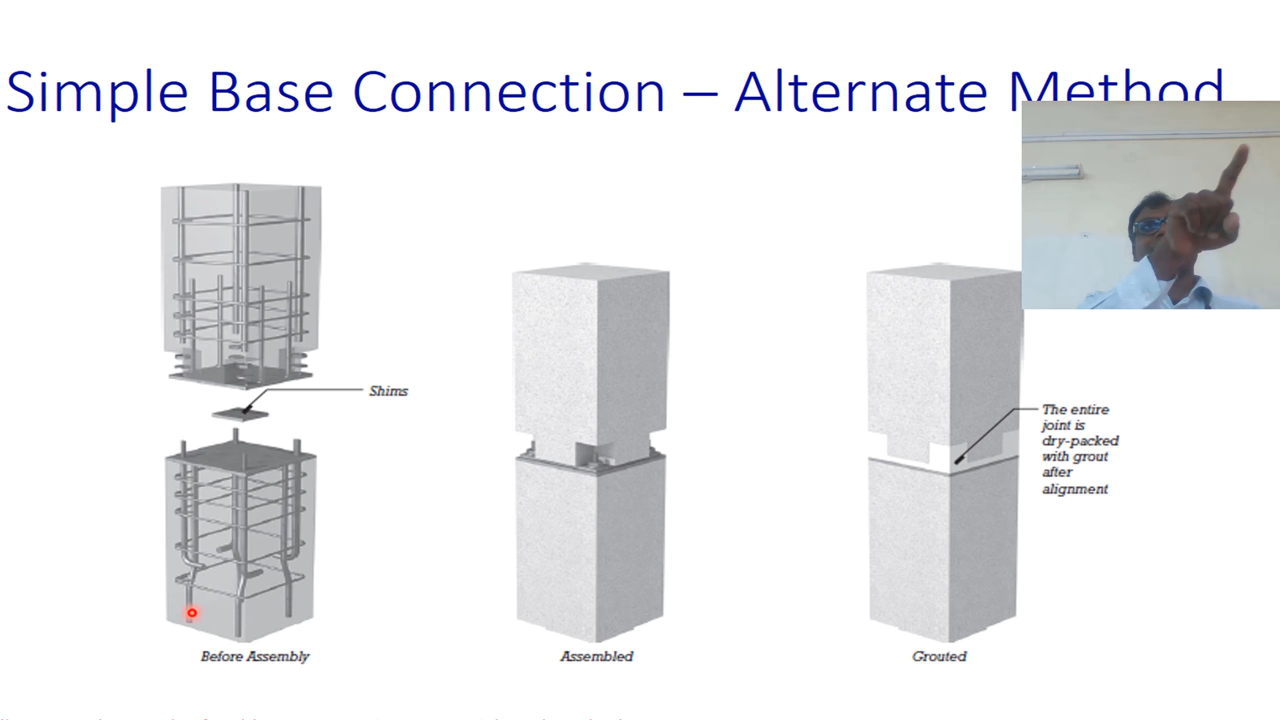 Simple Base Connection – Alternate Method
Shims
The entire
joint is
dry-packed
with grout
after
alignment
Before Assembly
Assembled
Grouted